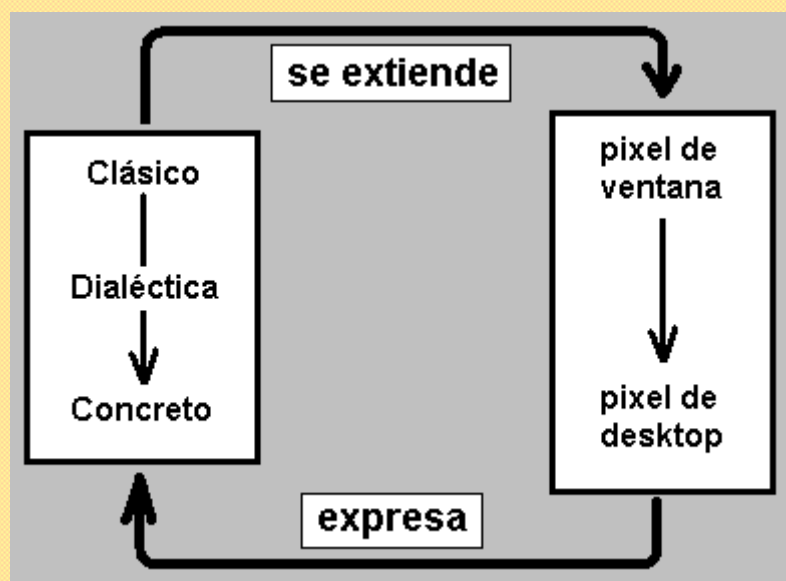 se extiende
Clásico
Dialéctica
Concreto
pixel de
ventana
pixel de
desktop
expresa